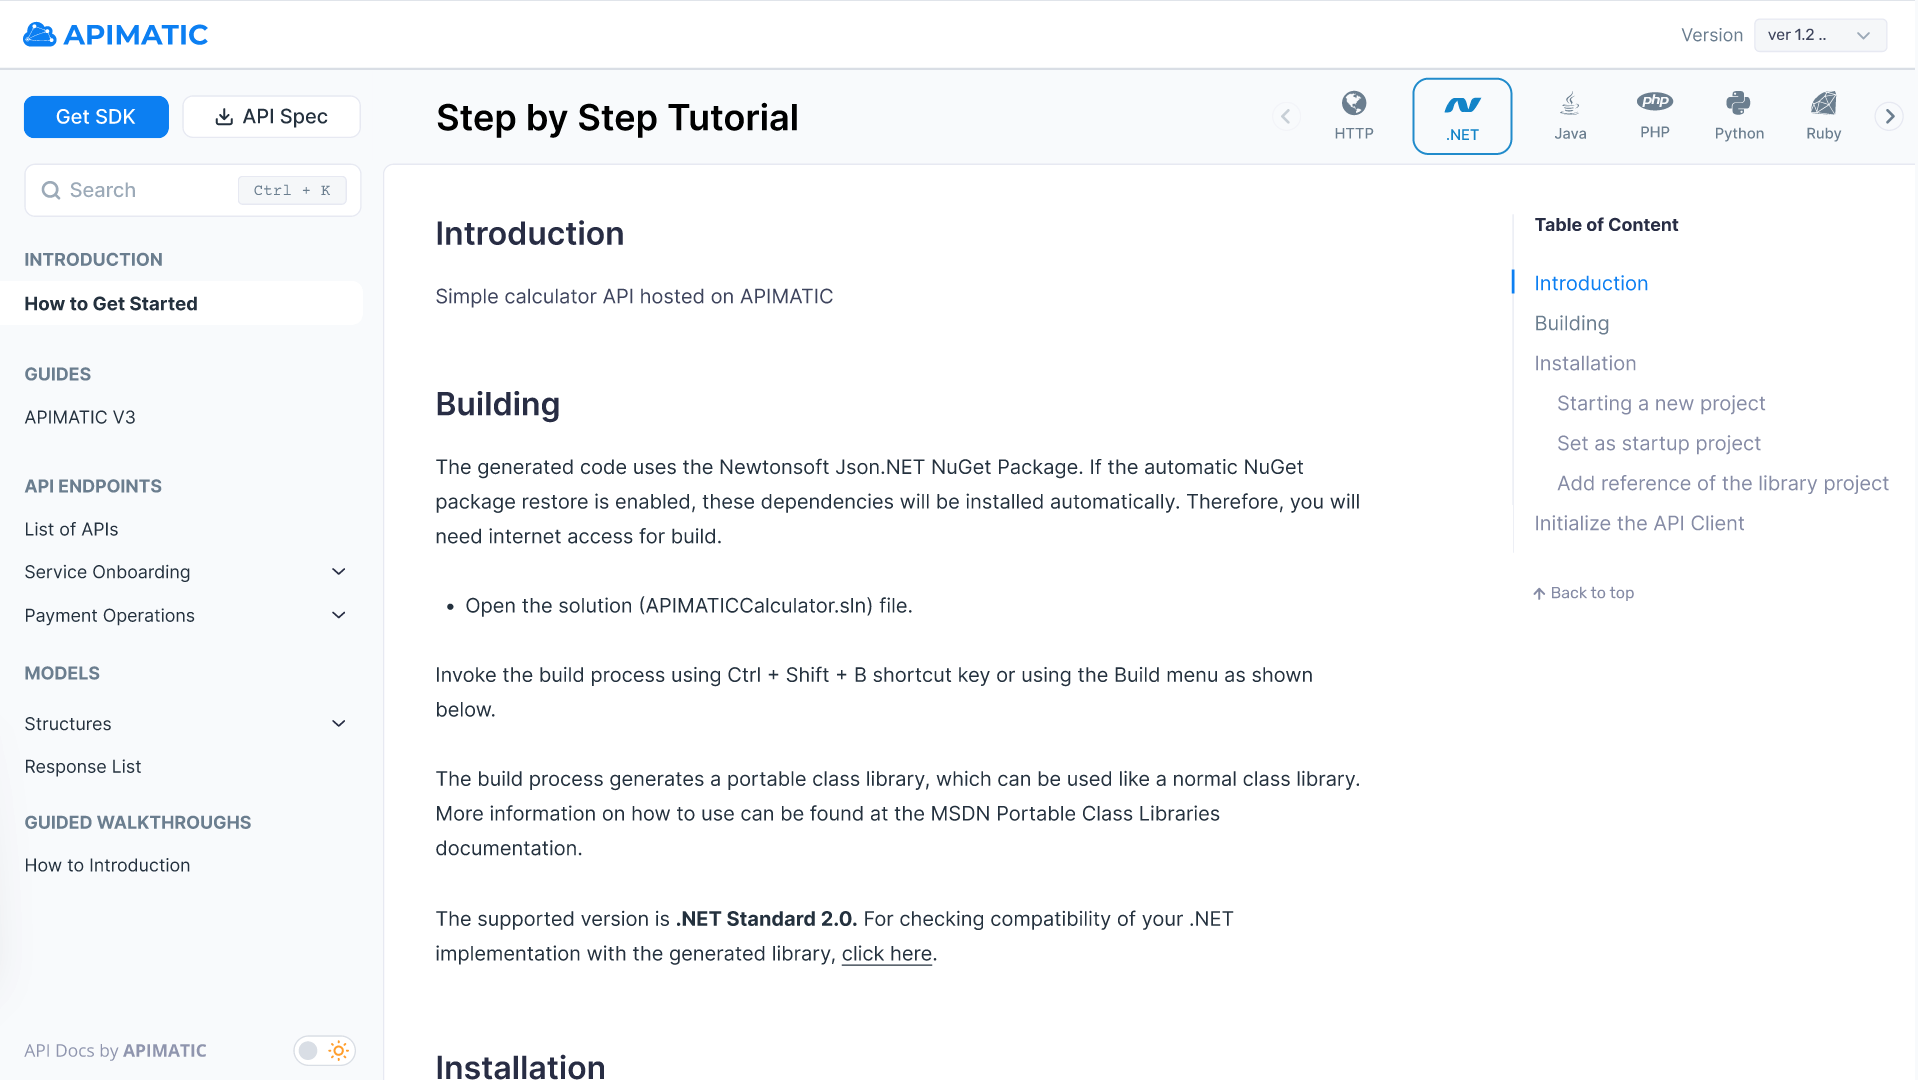 APIMATIC
Version
ver 1.2 ..
Get SDK
API Spec
Step by Step Tutorial
HTTP
.NET
Java
php
PHP
Python
Ruby
Search
Ctrl + K
INTRODUCTION
How to Get Started
GUIDES
APIMATIC V3
API ENDPOINTS
List of APIs
Service Onboarding
Payment Operations
MODELS
Structures
Response List
GUIDED WALKTHROUGHS
How to Introduction
API Docs by APIMATIC
Introduction
Simple calculator API hosted on APIMATIC
Building
The generated code uses the Newtonsoft Json.NET NuGet Package. If the automatic NuGet
package restore is enabled, these dependencies will be installed automatically. Therefore, you will
need internet access for build.
• Open the solution (APIMATICCalculator.sln) file.
Invoke the build process using Ctrl + Shift + B shortcut key or using the Build menu as shown
below.
The build process generates a portable class library, which can be used like a normal class library.
More information on how to use can be found at the MSDN Portable Class Libraries
documentation.
The supported version is .NET Standard 2.0. For checking compatibility of your .NET
implementation with the generated library, click here.
Installation
Table of Content
Introduction
Building
Installation
Starting a new project
Set as startup project
Add reference of the library project
Initialize the API Client
Back to top